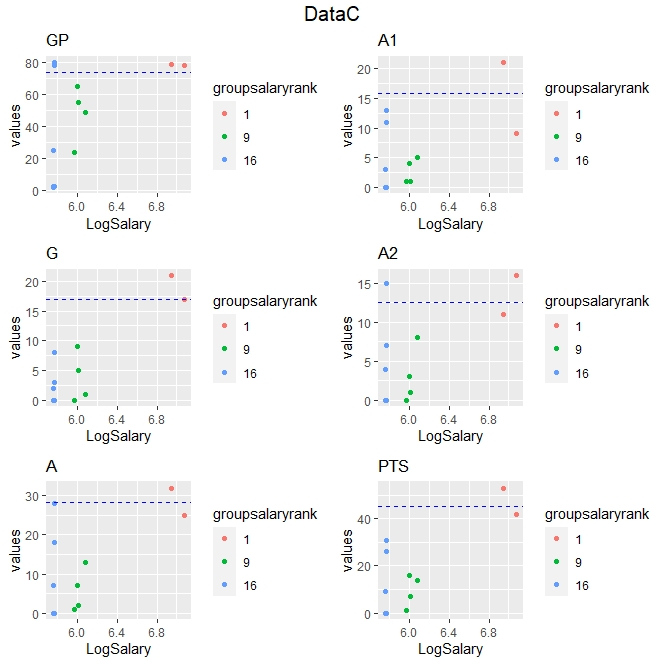 DataC
GP
80
60
40
20
0
values
6.0 6.4 6.8
LogSalary
groupsalaryrank
1
9
16
A1
20
15
10
5
0
values
6.0 6.4 6.8
LogSalary
groupsalaryrank
1
9
16
G
20
15
10
5
0
values
6.0 6.4 6.8
LogSalary
groupsalaryrank
1
9
16
A2
15
10
5
0
values
6.0 6.4 6.8
LogSalary
groupsalaryrank
1
9
16
A
30
20
10
0
values
6.0 6.4 6.8
LogSalary
groupsalaryrank
1
9
16
PTS
40
20
0
values
6.0 6.4 6.8
LogSalary
groupsalaryrank
1
9
16